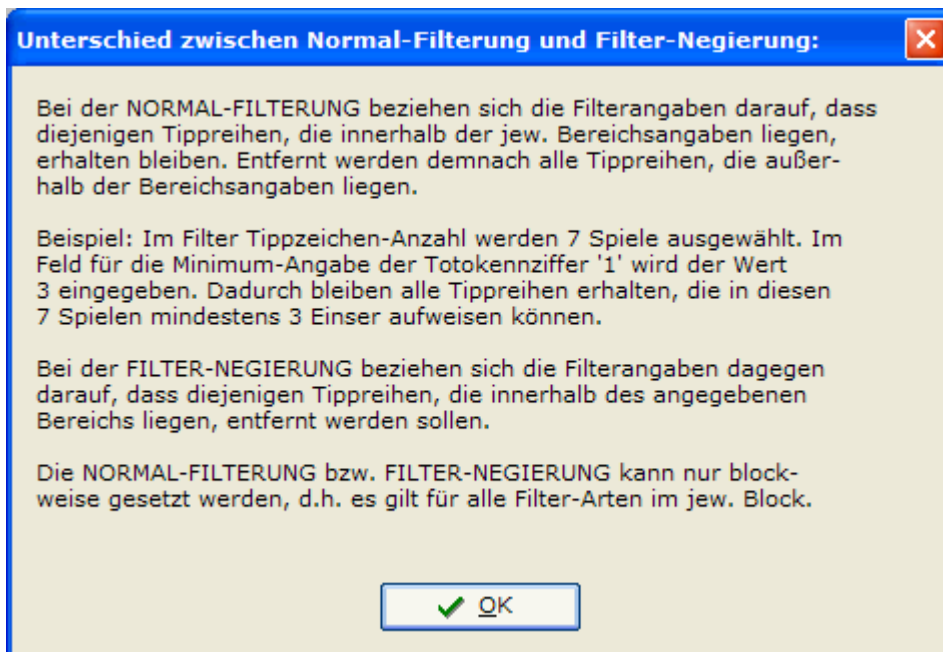 Unterschied zwischen Normal-Filterung und Filter-Negierung:
Bei der NORMAL-FILTERUNG beziehen sich die Filterangaben darauf, dass
diejenigen Tippreihen, die innerhalb der jew. Bereichsangaben liegen,
erhalten bleiben. Entfernt werden demnach alle Tippreihen, die außer-
halb der Bereichsangaben liegen.
Beispiel: Im Filter Tippzeichen-Anzahl werden 7 Spiele ausgewählt. Im
Feld für die Minimum-Angabe der Totokennziffer '1' wird der Wert
3 eingegeben. Dadurch bleiben alle Tippreihen erhalten, die in diesen
7 Spielen mindestens 3 Einser aufweisen können.
Bei der FILTER-NEGIERUNG beziehen sich die Filterangaben dagegen
darauf, dass diejenigen Tippreihen, die innerhalb des angegebenen
Bereichs liegen, entfernt werden sollen.
Die NORMAL-FILTERUNG bzw. FILTER-NEGIERUNG kann nur block-
weise gesetzt werden, d.h. es gilt für alle Filter-Arten im jew. Block.
OK